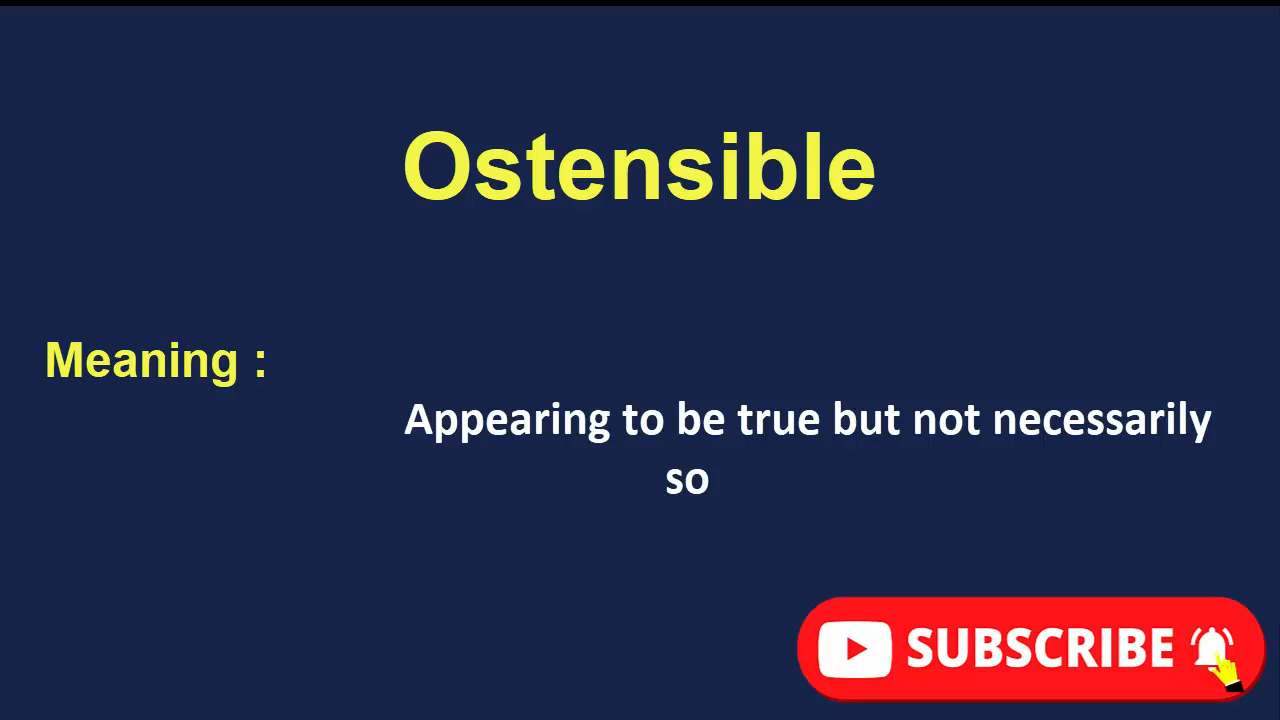 Ostensible
Meaning :
Appearing to be true but not necessarily
so
SUBSCRIBE